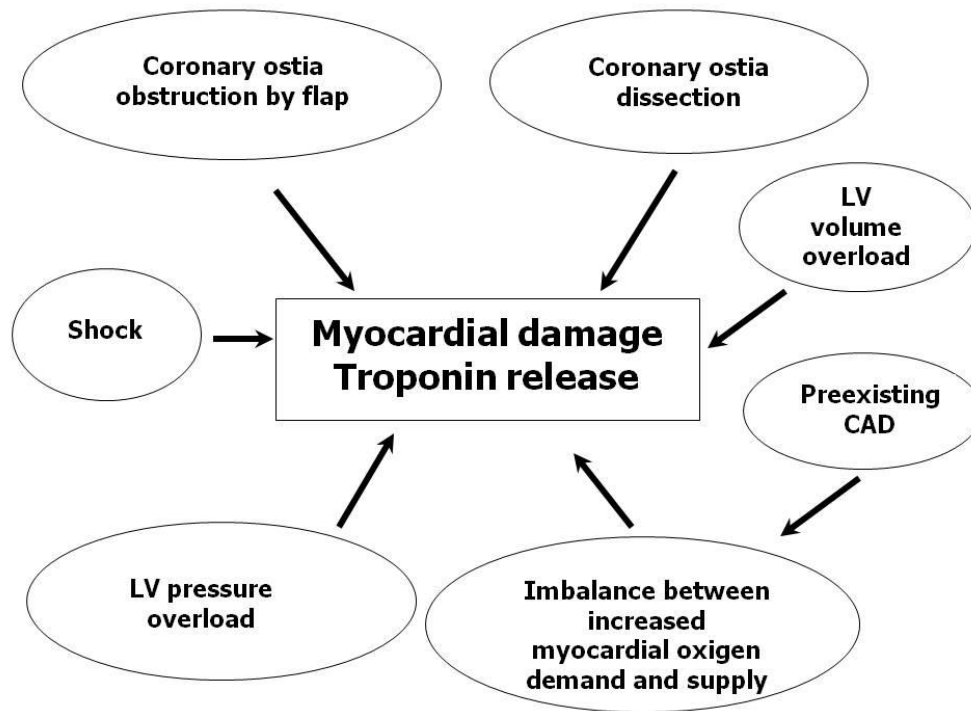 Coronary ostia
obstruction by flap
Coronary ostia
dissection
LV
volume
overload
Shock
Myocardial damage
Troponin release
Preexisting
CAD
LV pressure
overload
Imbalance between
increased
myocardial oxigen
demand and supply